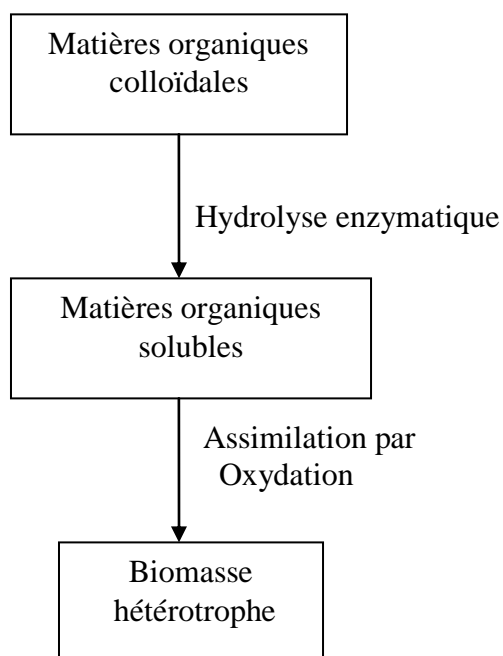 Matières organiques
colloïdales
Hydrolyse enzymatique
Matières organiques
solubles
Assimilation par
Oxydation
Biomasse
hétérotrophe